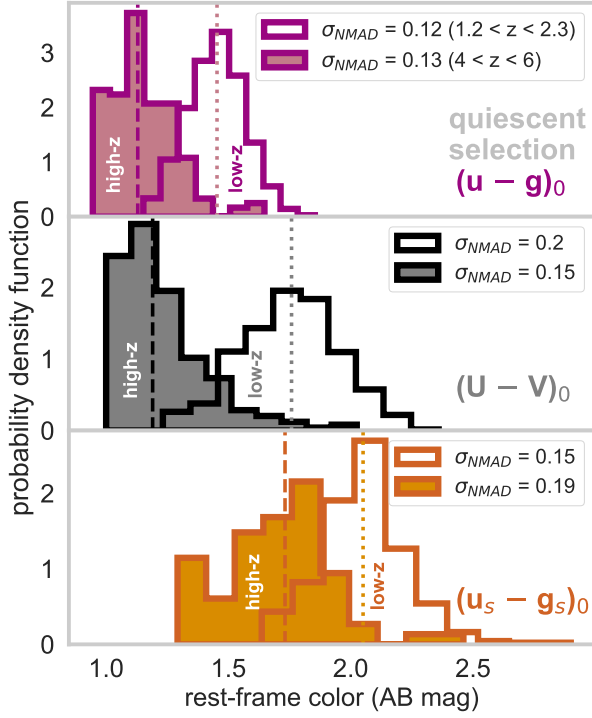 σNMAD = 0.12 (1.2 < z < 2.3)
σNMAD = 0.13 (4 < z < 6)
quiescent
selection
(u − g)0
high-z
low-z
3
2
1
0
σNMAD = 0.2
σNMAD = 0.15
(U − V)0
high-z
low-z
2
1
0
σNMAD = 0.15
σNMAD = 0.19
(us − gs)0
high-z
low-z
2
1
0
probability density function
1.0 1.5 2.0 2.5
rest-frame color (AB mag)